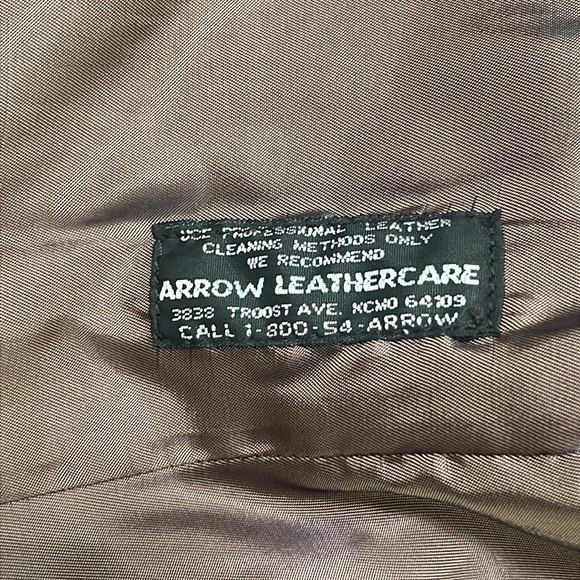 USE PROFESSIONAL LEATHER
CLEANING METHODS ONLY
WE RECOMMEND
ARROW LEATHERCARE
3838 TROOST AVE. KCMO 64109
CALL 1-800-54-ARROW